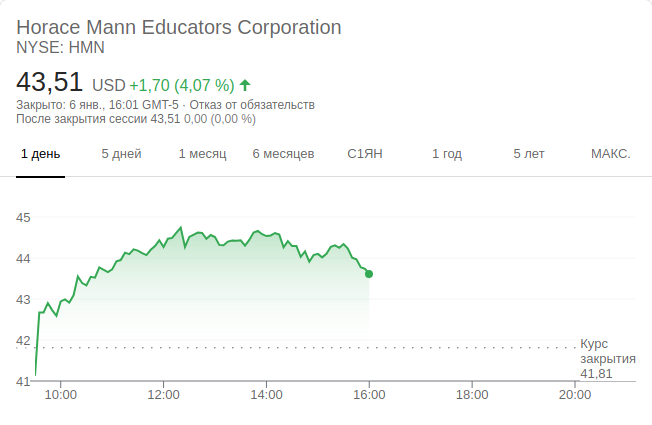 Horace Mann Educators Corporation
NYSE: HMN
43,51 USD +1,70 (4,07 %)
Закрыто: 6 янв., 16:01 GMT-5 · Отказ от обязательств
После закрытия сессии 43,51 0,00 (0,00 %)
1 день 5 дней 1 месяц 6 месяцев С1ЯН 1 год 5 лет МАКС.
45
44
43
42
Курс
закрытия
41,81
41
10:00 12:00 14:00 16:00 18:00 20:00